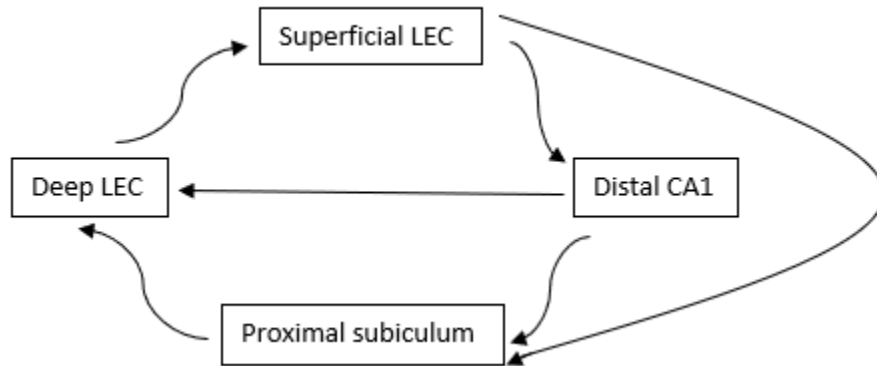 Superficial LEC
Deep LEC
Distal CA1
Proximal subiculum